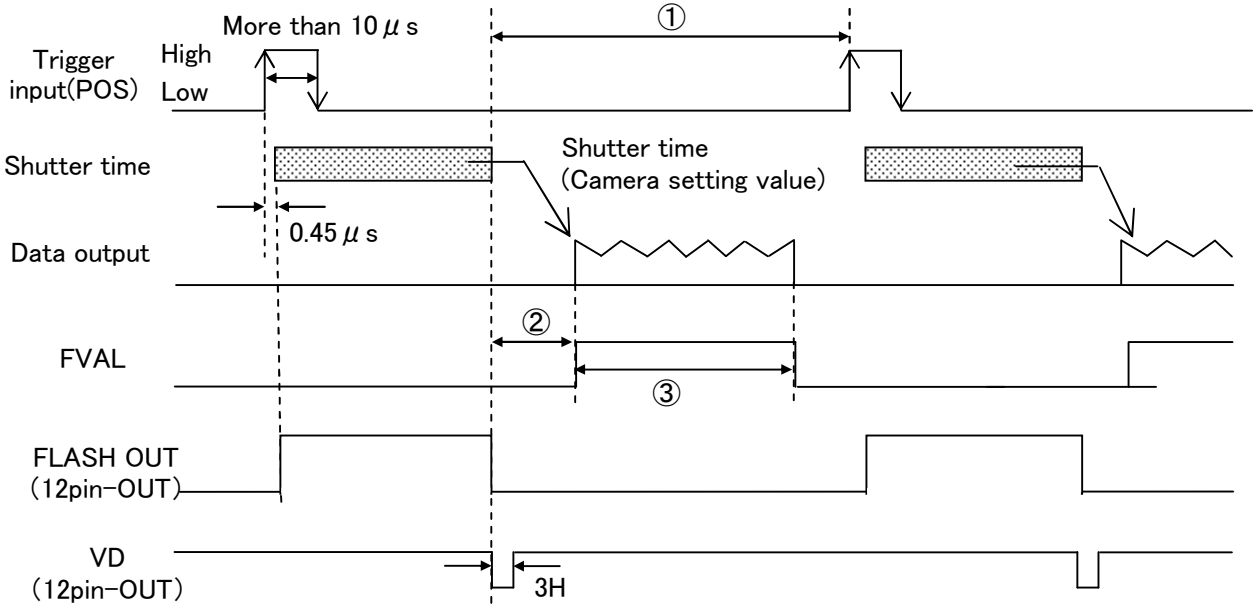 ①
More than 10 μ s
Trigger
input(POS)
High
Low
Shutter time
Shutter time
(Camera setting value)
0.45 μ s
Data output
②
FVAL
③
FLASH OUT
(12pin-OUT)
VD
(12pin-OUT)
3H